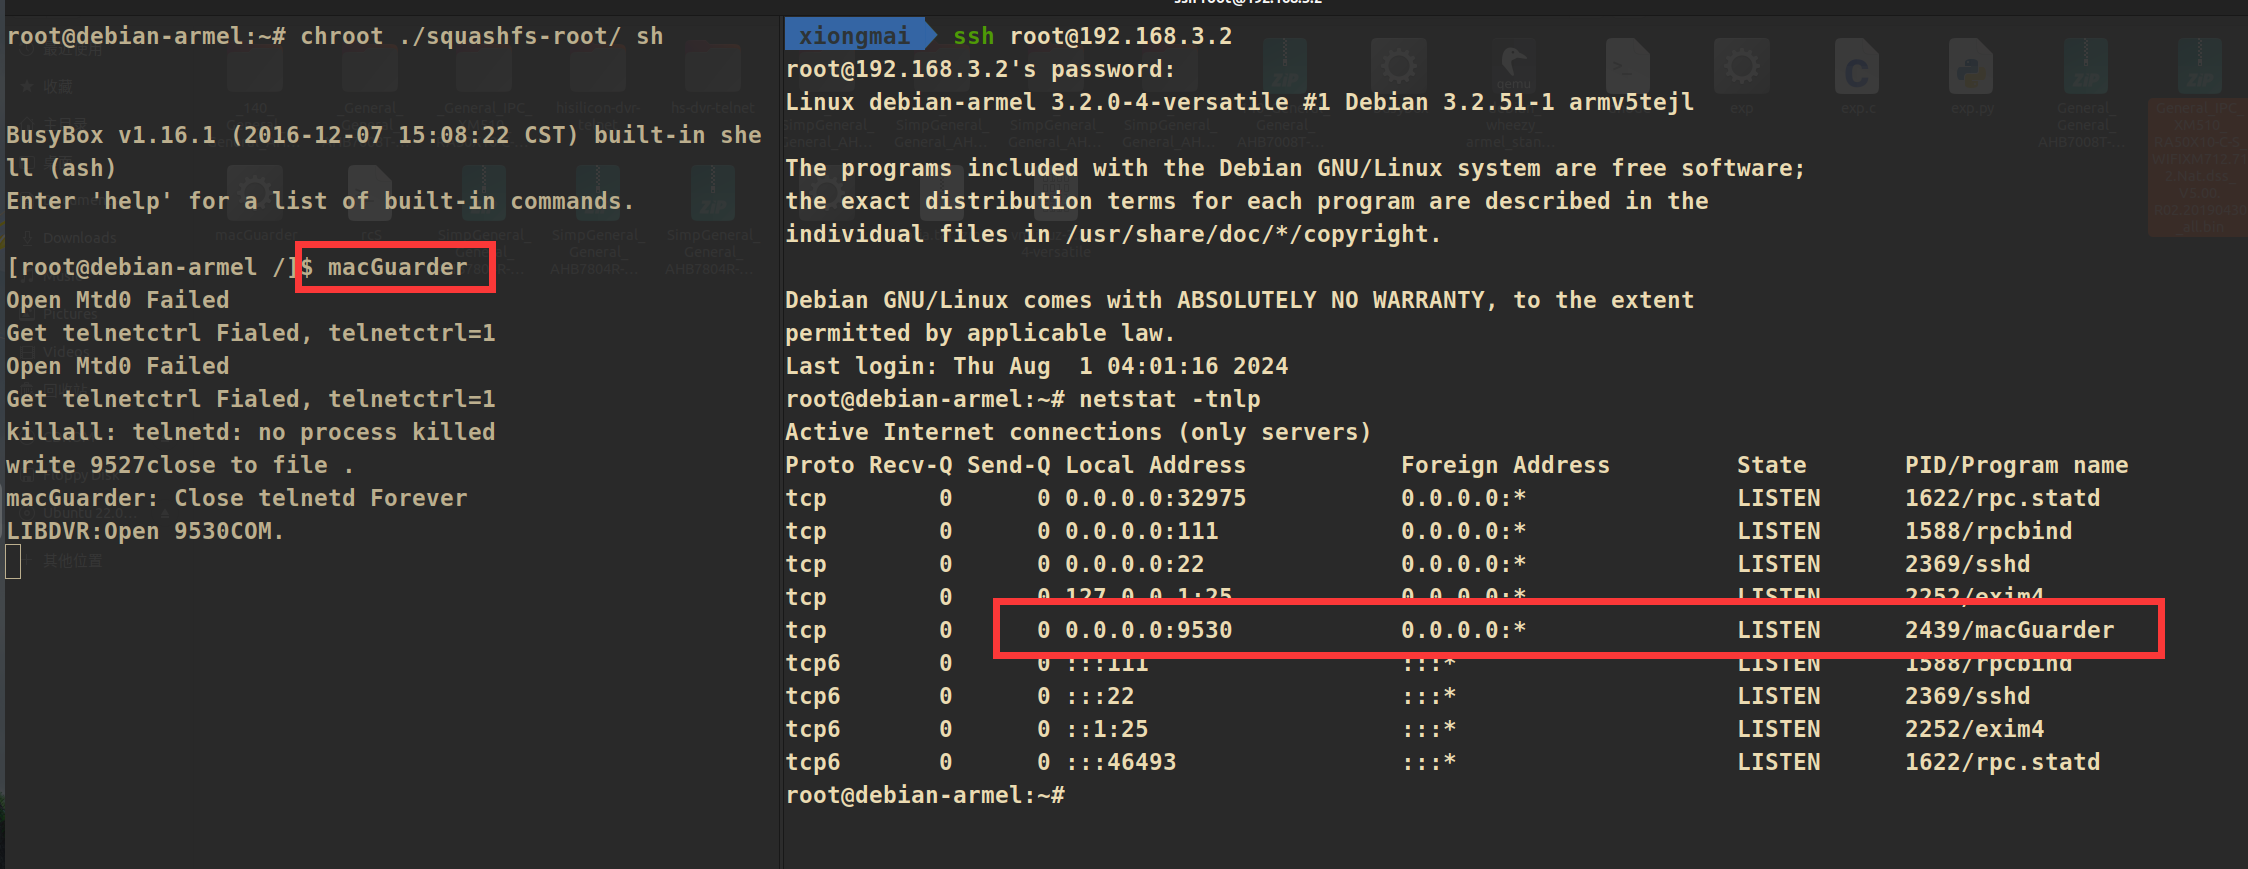 ssh root@192.168.3.2
root@debian-armel:~# chroot ./squashfs-root/ sh
BusyBox v1.16.1 (2016-12-07 15:08:22 CST) built-in she
ll (ash)
Enter 'help' for a list of built-in commands.
[root@debian-armel /]$ macGuarder
Open Mtd0 Failed
Get telnetctrl Fialed, telnetctrl=1
Open Mtd0 Failed
Get telnetctrl Fialed, telnetctrl=1
killall: telnetd: no process killed
write 9527close to file .
macGuarder: Close telnetd Forever
LIBDVR:Open 9530COM.
xiongmai ssh root@192.168.3.2
root@192.168.3.2's password:
Linux debian-armel 3.2.0-4-versatile #1 Debian 3.2.51-1 armv5tejl
The programs included with the Debian GNU/Linux system are free software;
the exact distribution terms for each program are described in the
individual files in /usr/share/doc/*/copyright.
Debian GNU/Linux comes with ABSOLUTELY NO WARRANTY, to the extent
permitted by applicable law.
Last login: Thu Aug  1 04:01:16 2024
root@debian-armel:~# netstat -tnlp
Active Internet connections (only servers)
Proto Recv-Q Send-Q Local Address Foreign Address State PID/Program name
tcp 0 0 0.0.0.0:32975 0.0.0.0:* LISTEN 1622/rpc.statd
tcp 0 0 0.0.0.0:111 0.0.0.0:* LISTEN 1588/rpcbind
tcp 0 0 0.0.0.0:22 0.0.0.0:* LISTEN 2369/sshd
tcp 0 0 127.0.0.1:25 0.0.0.0:* LISTEN 2252/exim4
tcp 0 0 0.0.0.0:9530 0.0.0.0:* LISTEN 2439/macGuarder
tcp6 0 0 :::111 :::* LISTEN 1588/rpcbind
tcp6 0 0 :::22 :::* LISTEN 2369/sshd
tcp6 0 0 ::1:25 :::* LISTEN 2252/exim4
tcp6 0 0 :::46493 :::* LISTEN 1622/rpc.statd
root@debian-armel:~#